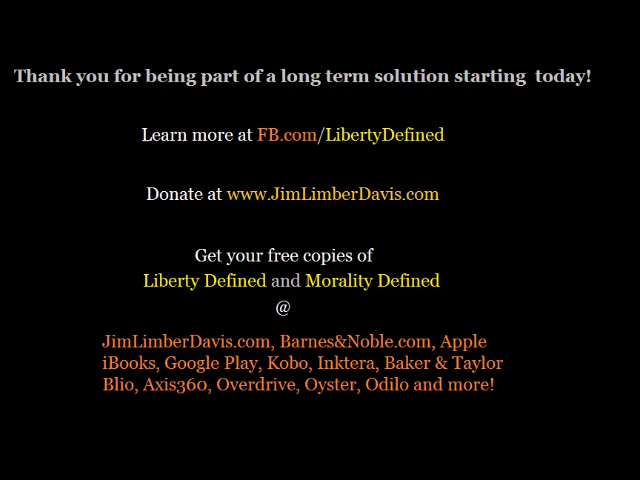 Thank you for being part of a long term solution starting  today!
Learn more at FB.com/LibertyDefined
Donate at www.JimLimberDavis.com
Get your free copies of
Liberty Defined and Morality Defined
@
JimLimberDavis.com, Barnes&Noble.com, Apple
iBooks, Google Play, Kobo, Inktera, Baker & Taylor
Blio, Axis360, Overdrive, Oyster, Odilo and more!